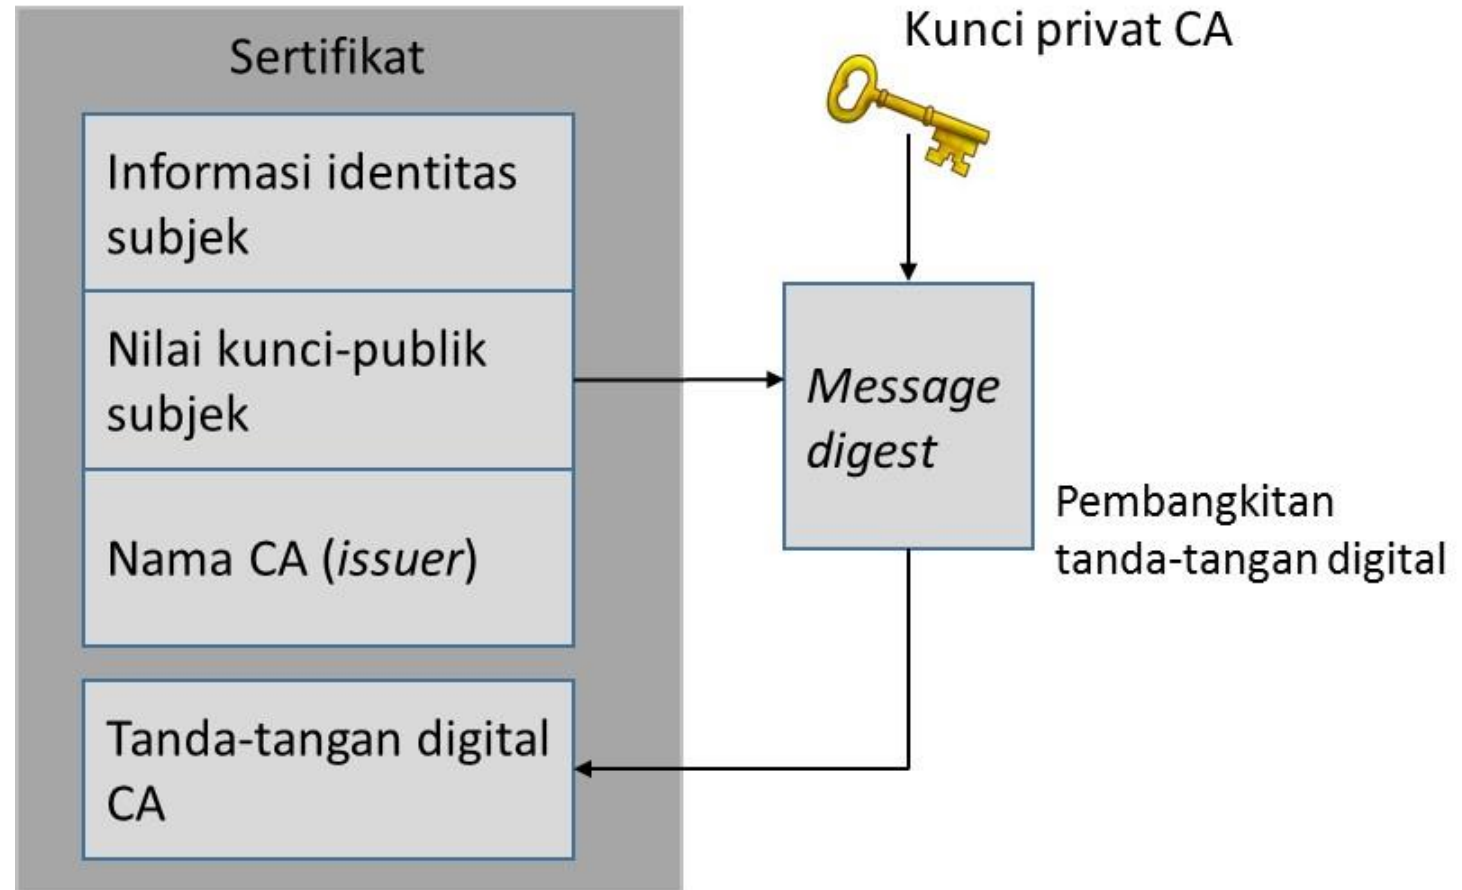 Sertifikat
Informasi identitas
subjek
Nilai kunci-publik
subjek
Nama CA (issuer)
Tanda-tangan digital
CA
Kunci privat CA
Message
digest
Pembangkitan
tanda-tangan digital